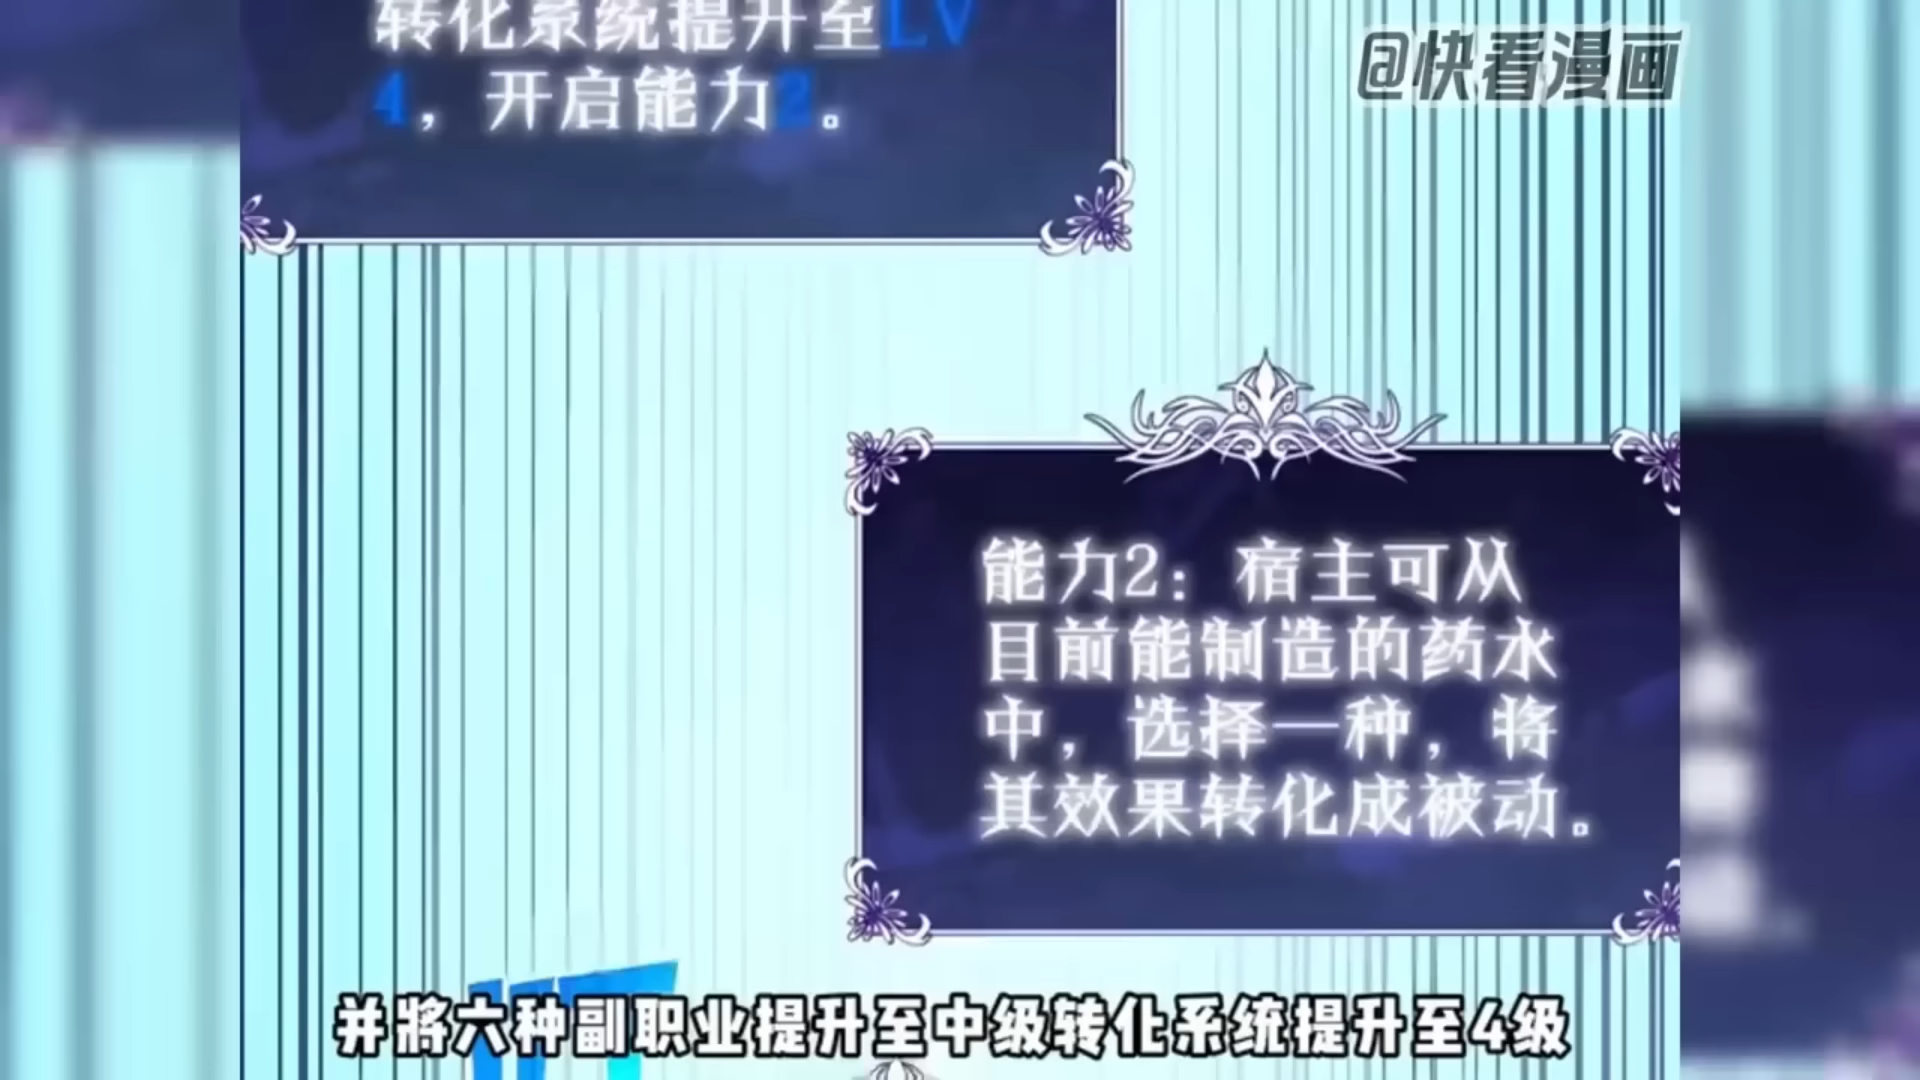 转化系统提升至LV
4，开启能力2。
@快看漫画
能力2：宿主可从
目前能制造的药水
中，选择一种，将
其效果转化成被动。
并将六种副职业提升至中级转化系统提升至4级